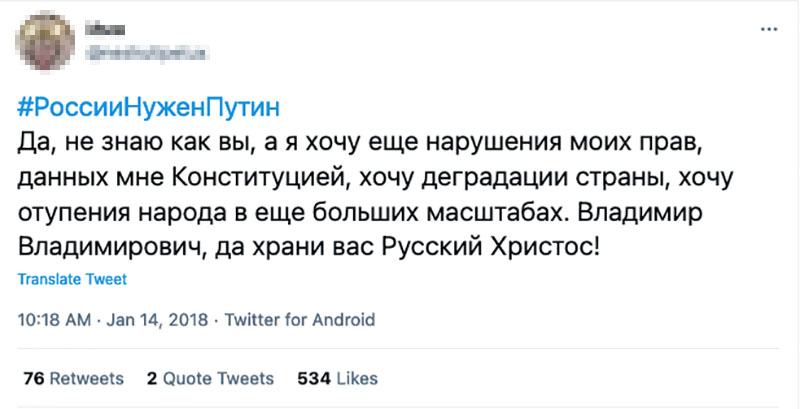 #РоссииНуженПутин
Да, не знаю как вы, а я хочу еще нарушения моих прав,
данных мне Конституцией, хочу деградации страны, хочу
отупения народа в еще больших масштабах. Владимир
Владимирович, да храни вас Русский Христос!
Translate Tweet
10:18 AM · Jan 14, 2018 · Twitter for Android
76 Retweets 2 Quote Tweets 534 Likes